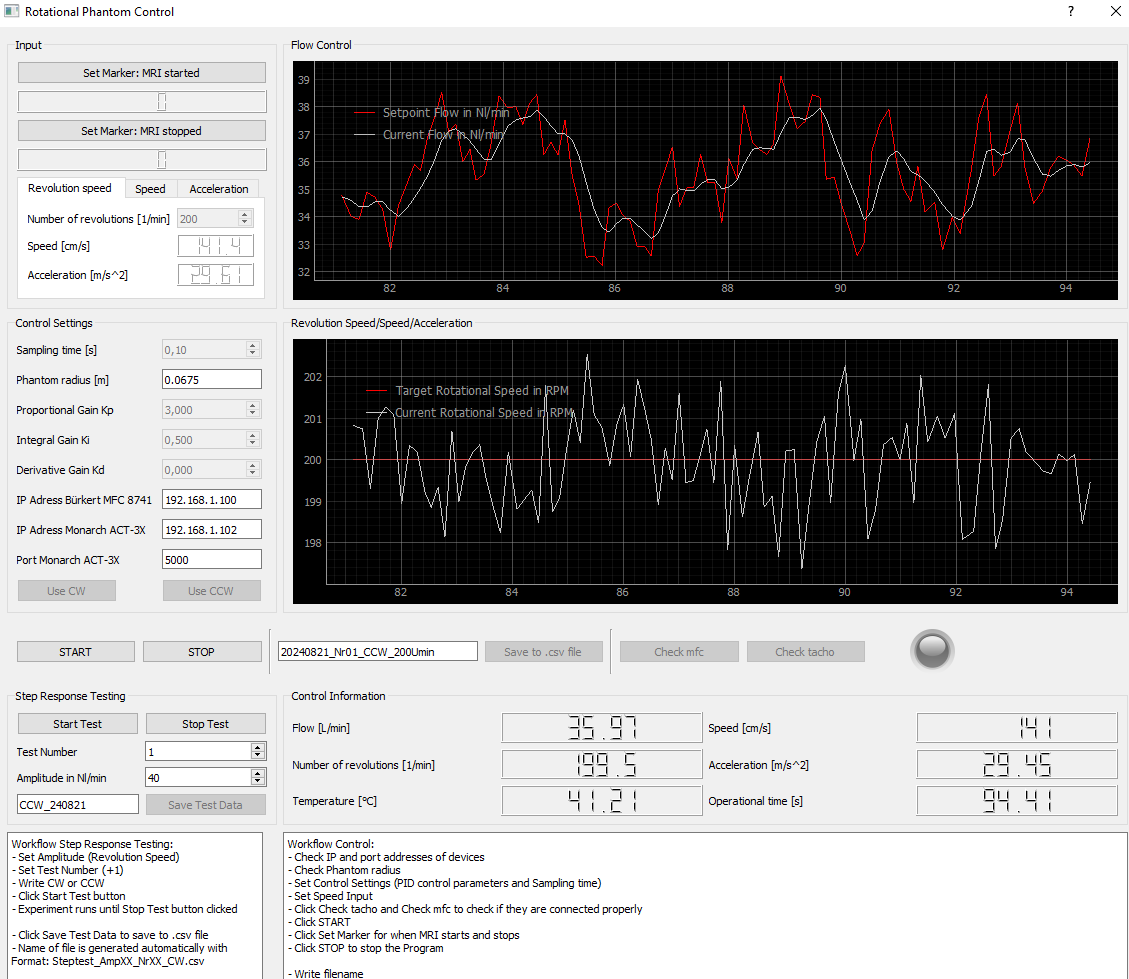 Rotational Phantom Control
?
Input
Set Marker: MRI started
0
Set Marker: MRI stopped
0
Revolution speed
Speed
Acceleration
Number of revolutions [1/min]
200
Speed [cm/s]
141.4
Acceleration [m/s^2]
29.61
Flow Control
39
38
37
36
35
34
33
32
Setpoint Flow in Nl/min
Current Flow in Nl/min
82 84 86 88 90 92 94
Control Settings
Sampling time [s]
0,10
Phantom radius [m]
0.0675
Proportional Gain Kp
3,000
Integral Gain Ki
0,500
Derivative Gain Kd
0,000
IP Adress Bürkert MFC 8741
192.168.1.100
IP Adress Monarch ACT-3X
192.168.1.102
Port Monarch ACT-3X
5000
Use CW
Use CCW
Revolution Speed/Speed/Acceleration
202
201
200
199
198
Target Rotational Speed in RPM
Current Rotational Speed in RPM
82 84 86 88 90 92 94
START
STOP
20240821_Nr01_CCW_200Umin
Save to .csv file
Check mfc
Check tacho
Step Response Testing
Start Test
Stop Test
Test Number
1
Amplitude in Nl/min
40
CCW_240821
Save Test Data
Control Information
Flow [L/min]
35.97
Speed [cm/s]
141
Number of revolutions [1/min]
199.5
Acceleration [m/s^2]
29.45
Temperature [°C]
41.21
Operational time [s]
94.41
Workflow Step Response Testing:
- Set Amplitude (Revolution Speed)
- Set Test Number (+1)
- Write CW or CCW
- Click Start Test button
- Experiment runs until Stop Test button clicked
- Click Save Test Data to save to .csv file
- Name of file is generated automatically with
Format: Steptest_AmpXX_NrXX_CW.csv
Workflow Control:
- Check IP and port addresses of devices
- Check Phantom radius
- Set Control Settings (PID control parameters and Sampling time)
- Set Speed Input
- Click Check tacho and Check mfc to check if they are connected properly
- Click START
- Click Set Marker for when MRI starts and stops
- Click STOP to stop the Program
- Write filename